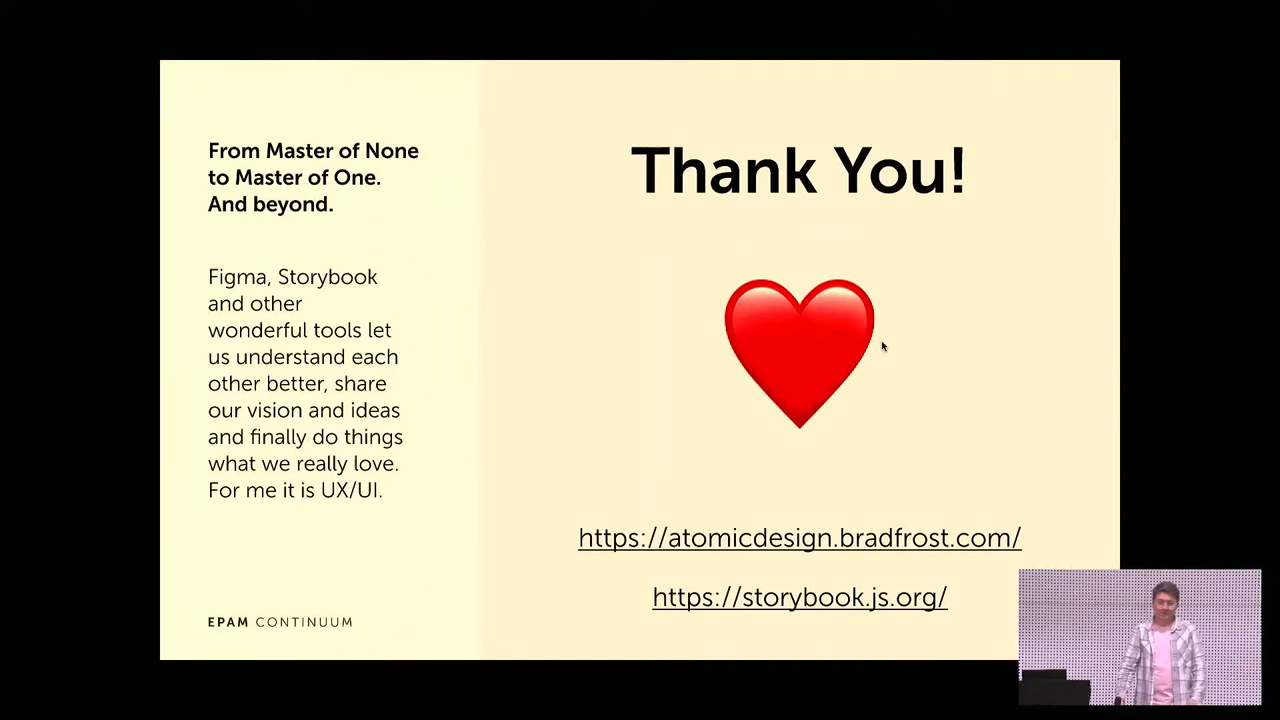 From Master of None
to Master of One.
And beyond.
Figma, Storybook
and other
wonderful tools let
us understand each
other better, share
our vision and ideas
and finally do things
what we really love.
For me it is UX/UI.
EPAM CONTINUUM
Thank You!
https://atomicdesign.bradfrost.com/
https://storybook.js.org/